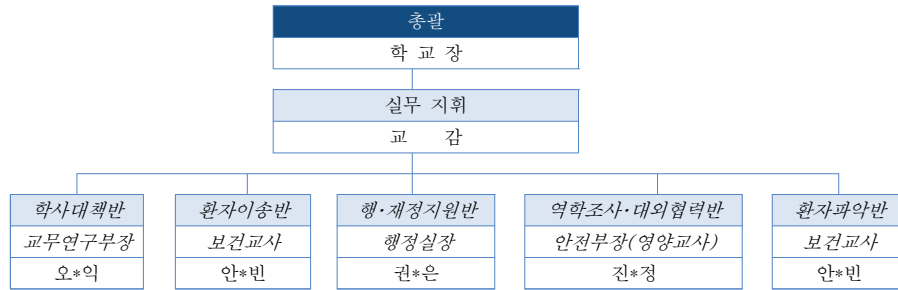 총괄
학 교 장
실무 지휘
교 감
학사대책반 환자이송반 행·재정지원반 역학조사·대외협력반 환자파악반
교무연구부장 보건교사 행정실장 안전부장(영양교사) 보건교사
오*익 안*빈 권*은 진*정 안*빈